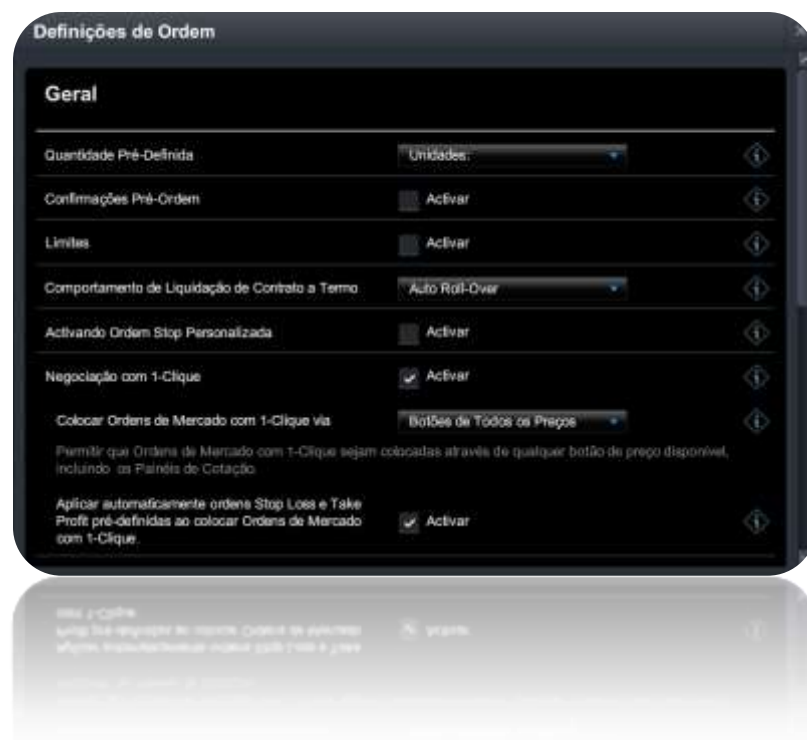 Definições de Ordem
Geral
Quantidade Pré-Definida
Unidades:
Confirmações Pré-Ordem
Activar
Limites
Activar
Comportamento de Liquidação de Contrato a Termo
Auto Roll-Over
Activando Ordem Stop Personalizada
Activar
Negociação com 1-Clique
Activar
Colocar Ordens de Mercado com 1-Clique via
Botões de Todos os Preços
Permitir que Ordens de Mercado com 1-Clique sejam colocadas através de qualquer botão de preço disponível,
incluindo os Painéis de Cotação.
Aplicar automaticamente ordens Stop Loss e Take
Profit pré-definidas ao colocar Ordens de Mercado
com 1-Clique.
Activar